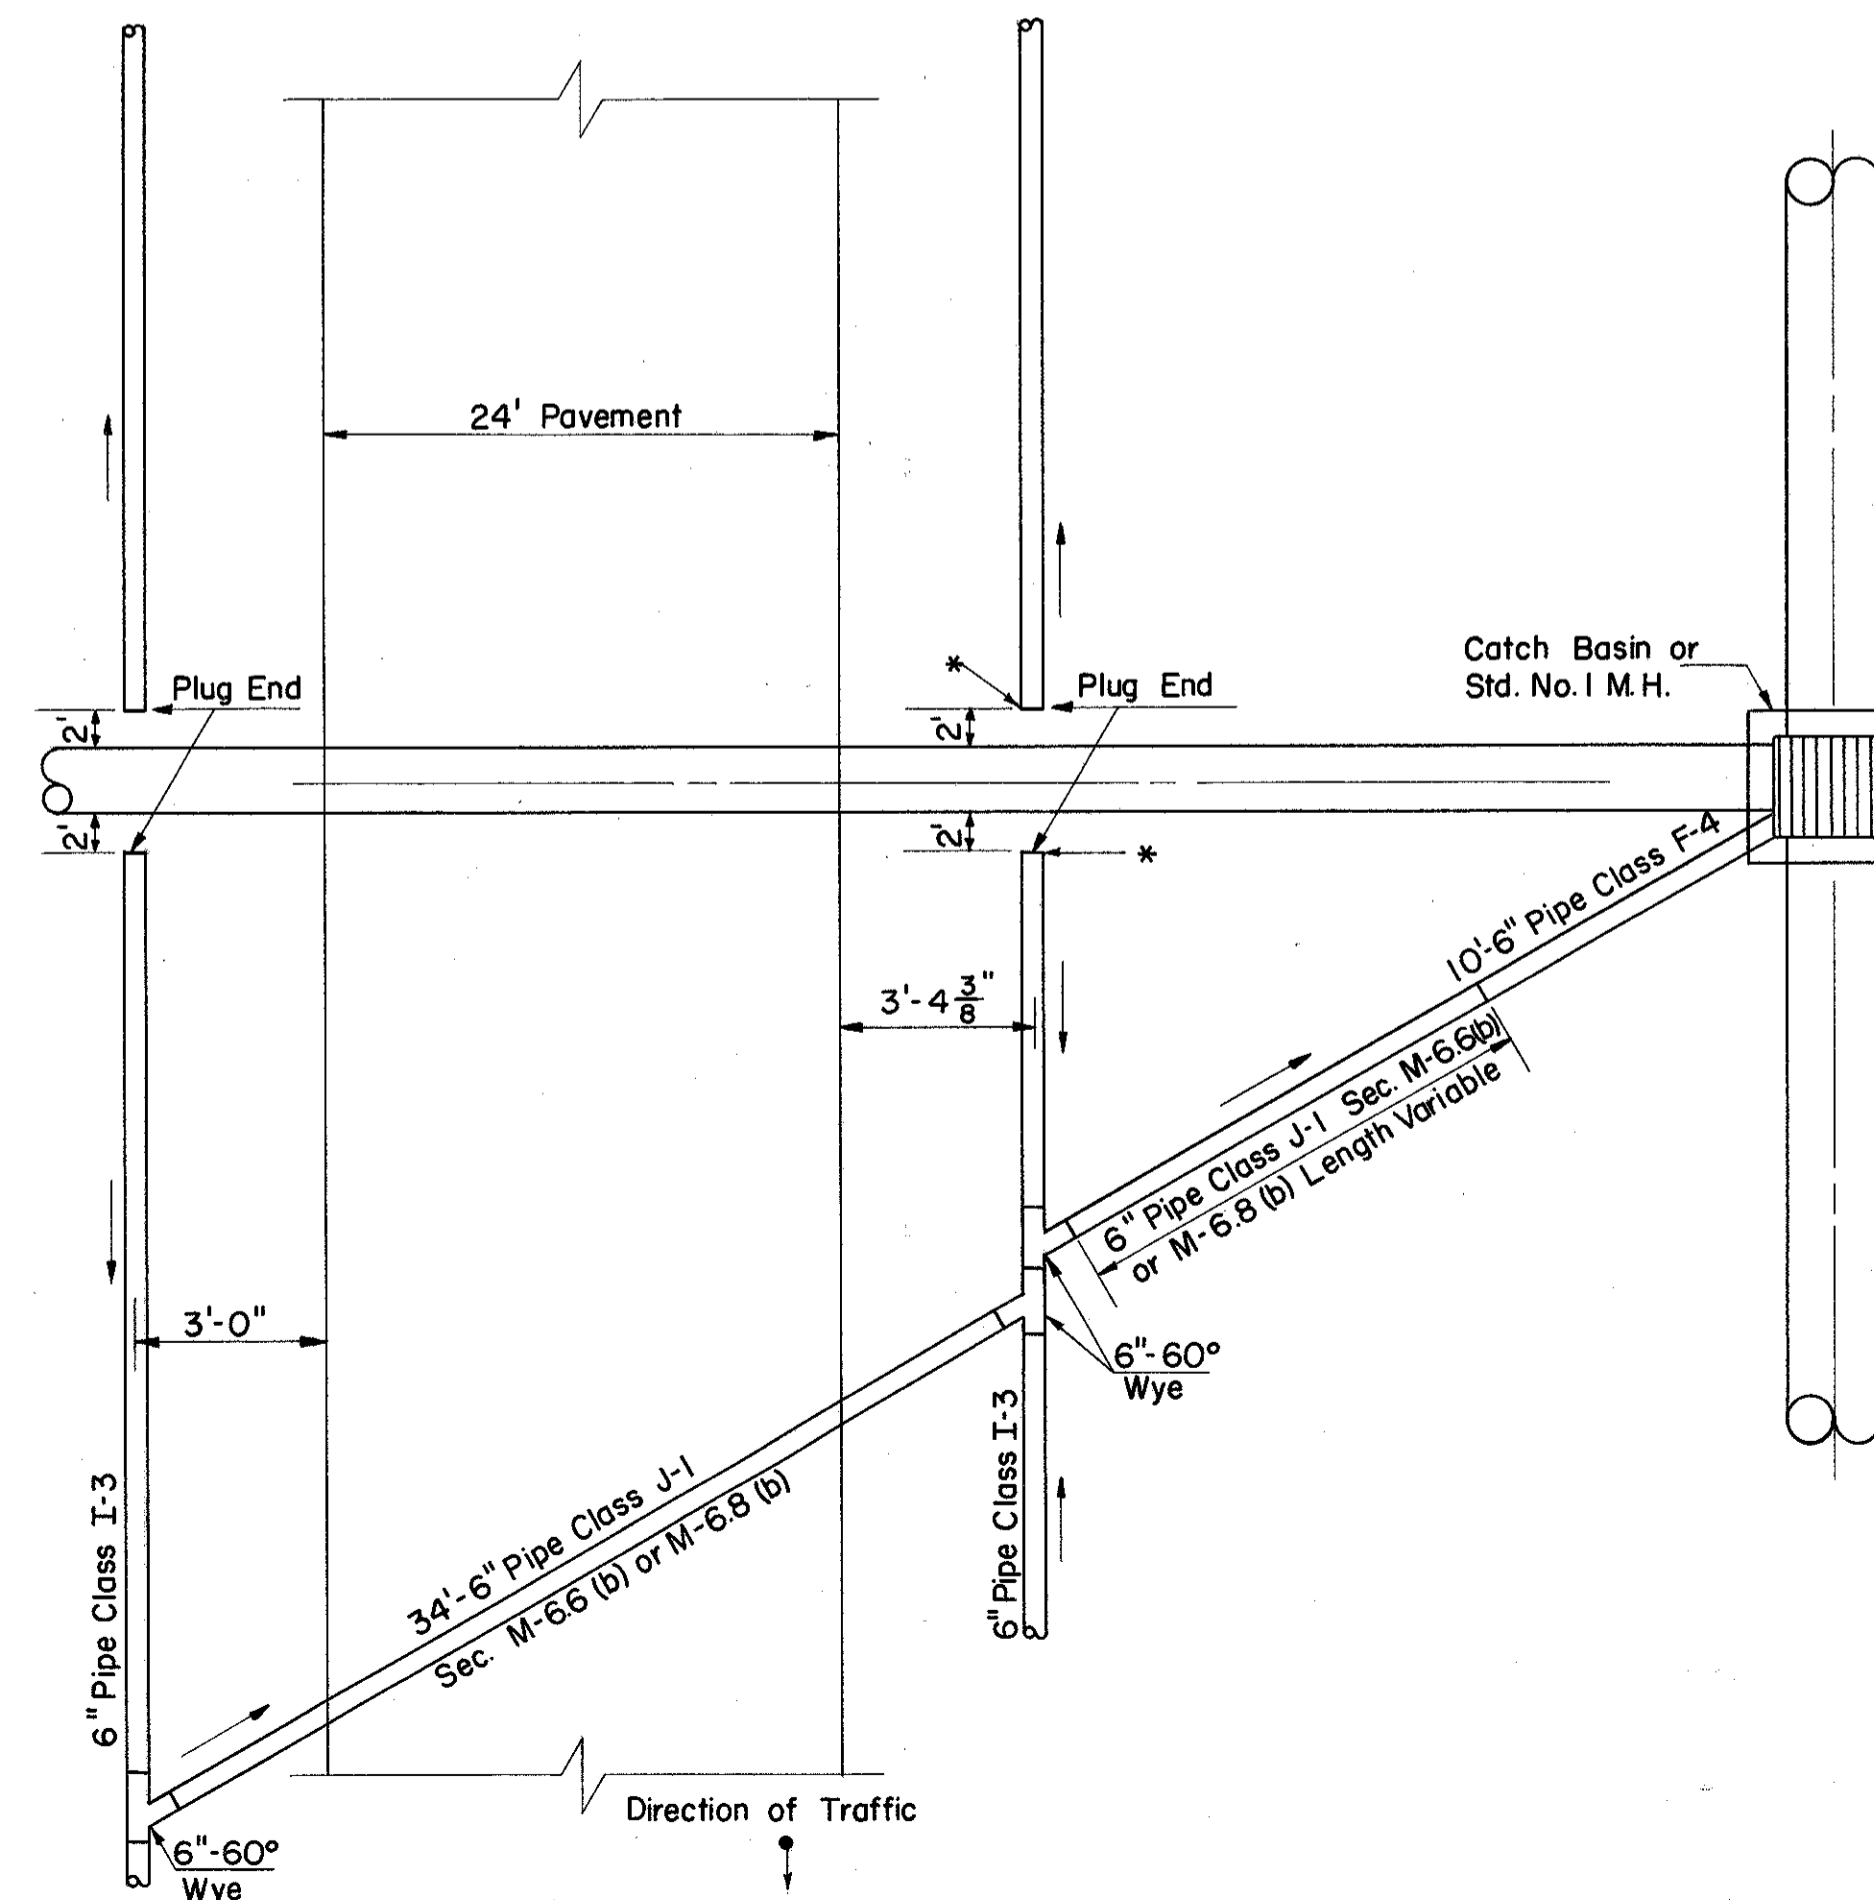 24' Pavement
Catch Basin or
Std. No. 1 M.H.
*
Plug End
Plug End
2'
2'
2'
2'
*
10'-6" Pipe Class F-4
3'-4 3/8"
6" Pipe Class J-1 Sec. M-6.6(b)
or M-6.8 (b) Length Variable
3'-0"
6"-60°
Wye
6" Pipe Class I-3
6" Pipe Class I-3
34'-6" Pipe Class J-1
Sec. M-6.6 (b) or M-6.8 (b)
Direction of Traffic
6"-60°
Wye